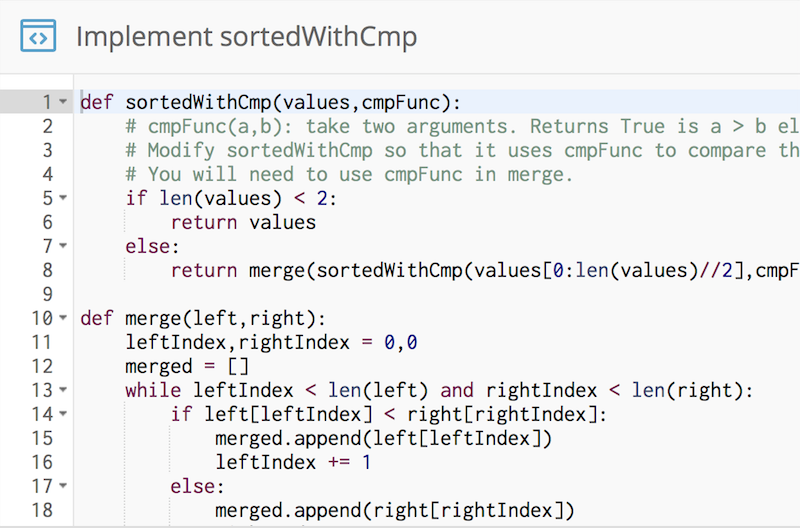 Implement sortedWithCmp
1 def sortedWithCmp(values,cmpFunc):
2 # cmpFunc(a,b): take two arguments. Returns True is a > b el
3 # Modify sortedWithCmp so that it uses cmpFunc to compare th
4 # You will need to use cmpFunc in merge.
5 if len(values) < 2:
6 return values
7 else:
8 return merge(sortedWithCmp(values[0:len(values)//2],cmpF
9
10 def merge(left,right):
11 leftIndex,rightIndex = 0,0
12 merged = []
13 while leftIndex < len(left) and rightIndex < len(right):
14 if left[leftIndex] < right[rightIndex]:
15 merged.append(left[leftIndex])
16 leftIndex += 1
17 else:
18 merged.append(right[rightIndex])